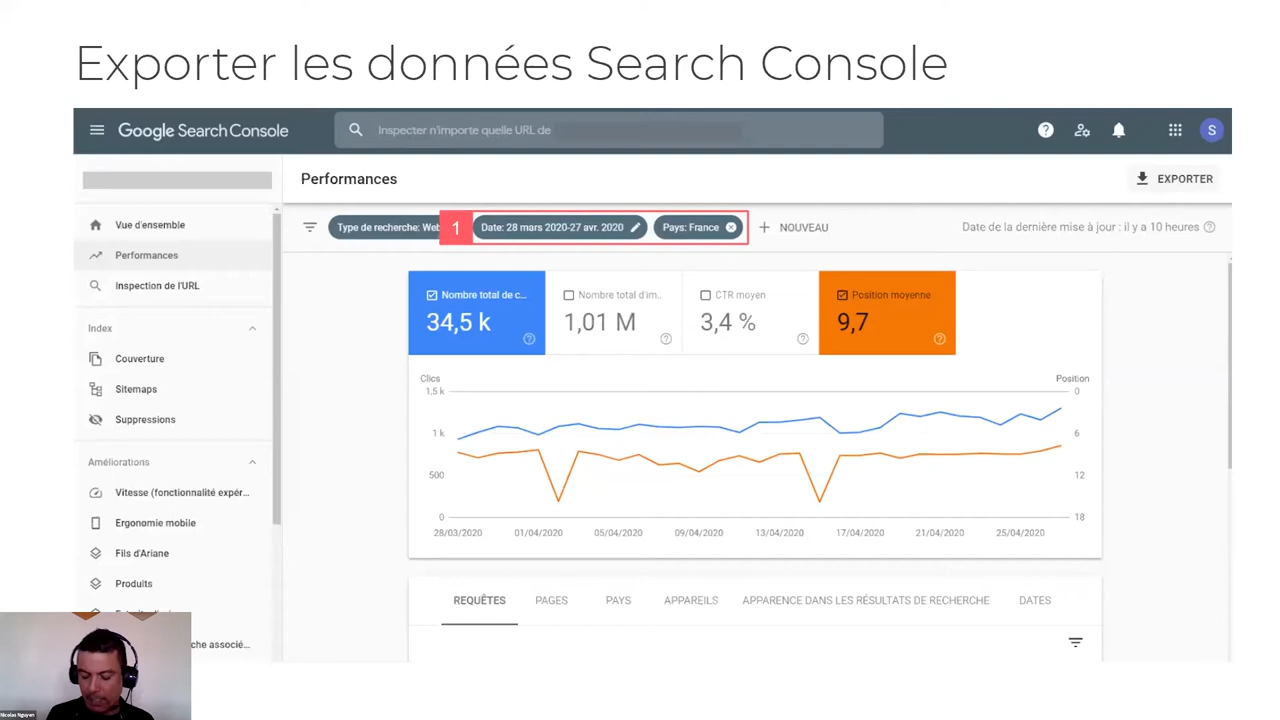 Exporter les données Search Console
Google Search Console
Inspecter n'importe quelle URL de
S
Performances
EXPORTER
Type de recherche: Web
1
Date: 28 mars 2020-27 avr. 2020
Pays: France
NOUVEAU
Date de la dernière mise à jour : il y a 10 heures
Vue d'ensemble
Performances
Inspection de l'URL
Index
Couverture
Sitemaps
Suppressions
Améliorations
Vitesse (fonctionnalité expér...
Ergonomie mobile
Fils d'Ariane
Produits
che associé...
Nombre total de c...
34,5 k
Nombre total d'im..
1,01 M
CTR moyen
3,4 %
Position moyenne
9,7
Clics
Position
1,5 k
1 k
500
0
0
6
12
18
28/03/2020
01/04/2020
05/04/2020
09/04/2020
13/04/2020
17/04/2020
21/04/2020
25/04/2020
REQUÊTES
PAGES
PAYS
APPAREILS
APPARENCE DANS LES RÉSULTATS DE RECHERCHE
DATES
Nicolas Nguyen